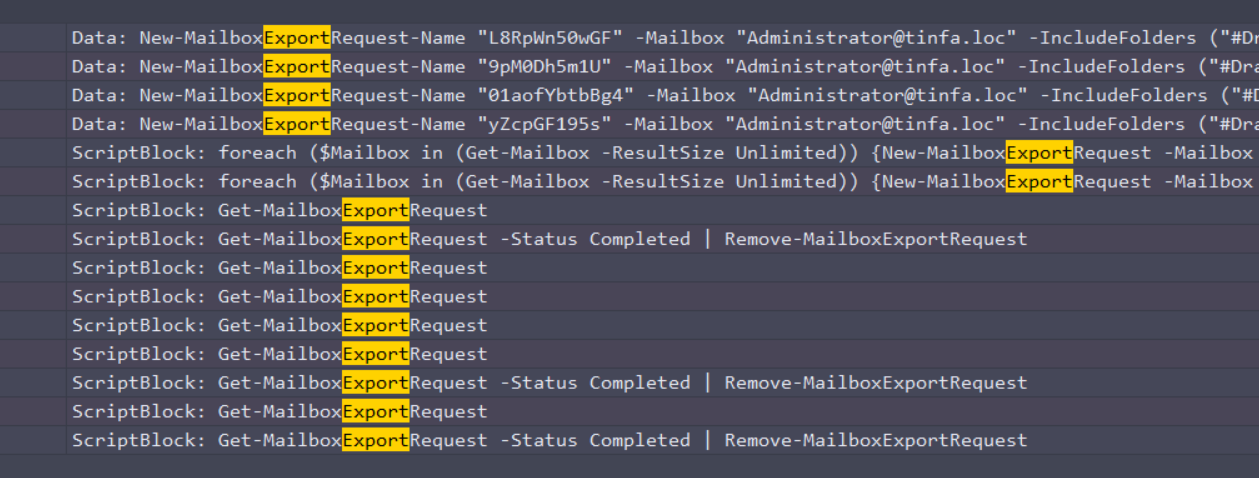 Data: New-MailboxExportRequest-Name "L8RpWn50wGF" -Mailbox "Administrator@tinfa.loc" -IncludeFolders ("#Dr
Data: New-MailboxExportRequest-Name "9pM0Dh5m1U" -Mailbox "Administrator@tinfa.loc" -IncludeFolders ("#Dra
Data: New-MailboxExportRequest-Name "01aofYbtbBg4" -Mailbox "Administrator@tinfa.loc" -IncludeFolders ("#D
Data: New-MailboxExportRequest-Name "yZcpGF195s" -Mailbox "Administrator@tinfa.loc" -IncludeFolders ("#Dra
ScriptBlock: foreach ($Mailbox in (Get-Mailbox -ResultSize Unlimited)) {New-MailboxExportRequest -Mailbox
ScriptBlock: foreach ($Mailbox in (Get-Mailbox -ResultSize Unlimited)) {New-MailboxExportRequest -Mailbox
ScriptBlock: Get-MailboxExportRequest
ScriptBlock: Get-MailboxExportRequest -Status Completed | Remove-MailboxExportRequest
ScriptBlock: Get-MailboxExportRequest
ScriptBlock: Get-MailboxExportRequest
ScriptBlock: Get-MailboxExportRequest
ScriptBlock: Get-MailboxExportRequest
ScriptBlock: Get-MailboxExportRequest -Status Completed | Remove-MailboxExportRequest
ScriptBlock: Get-MailboxExportRequest
ScriptBlock: Get-MailboxExportRequest -Status Completed | Remove-MailboxExportRequest